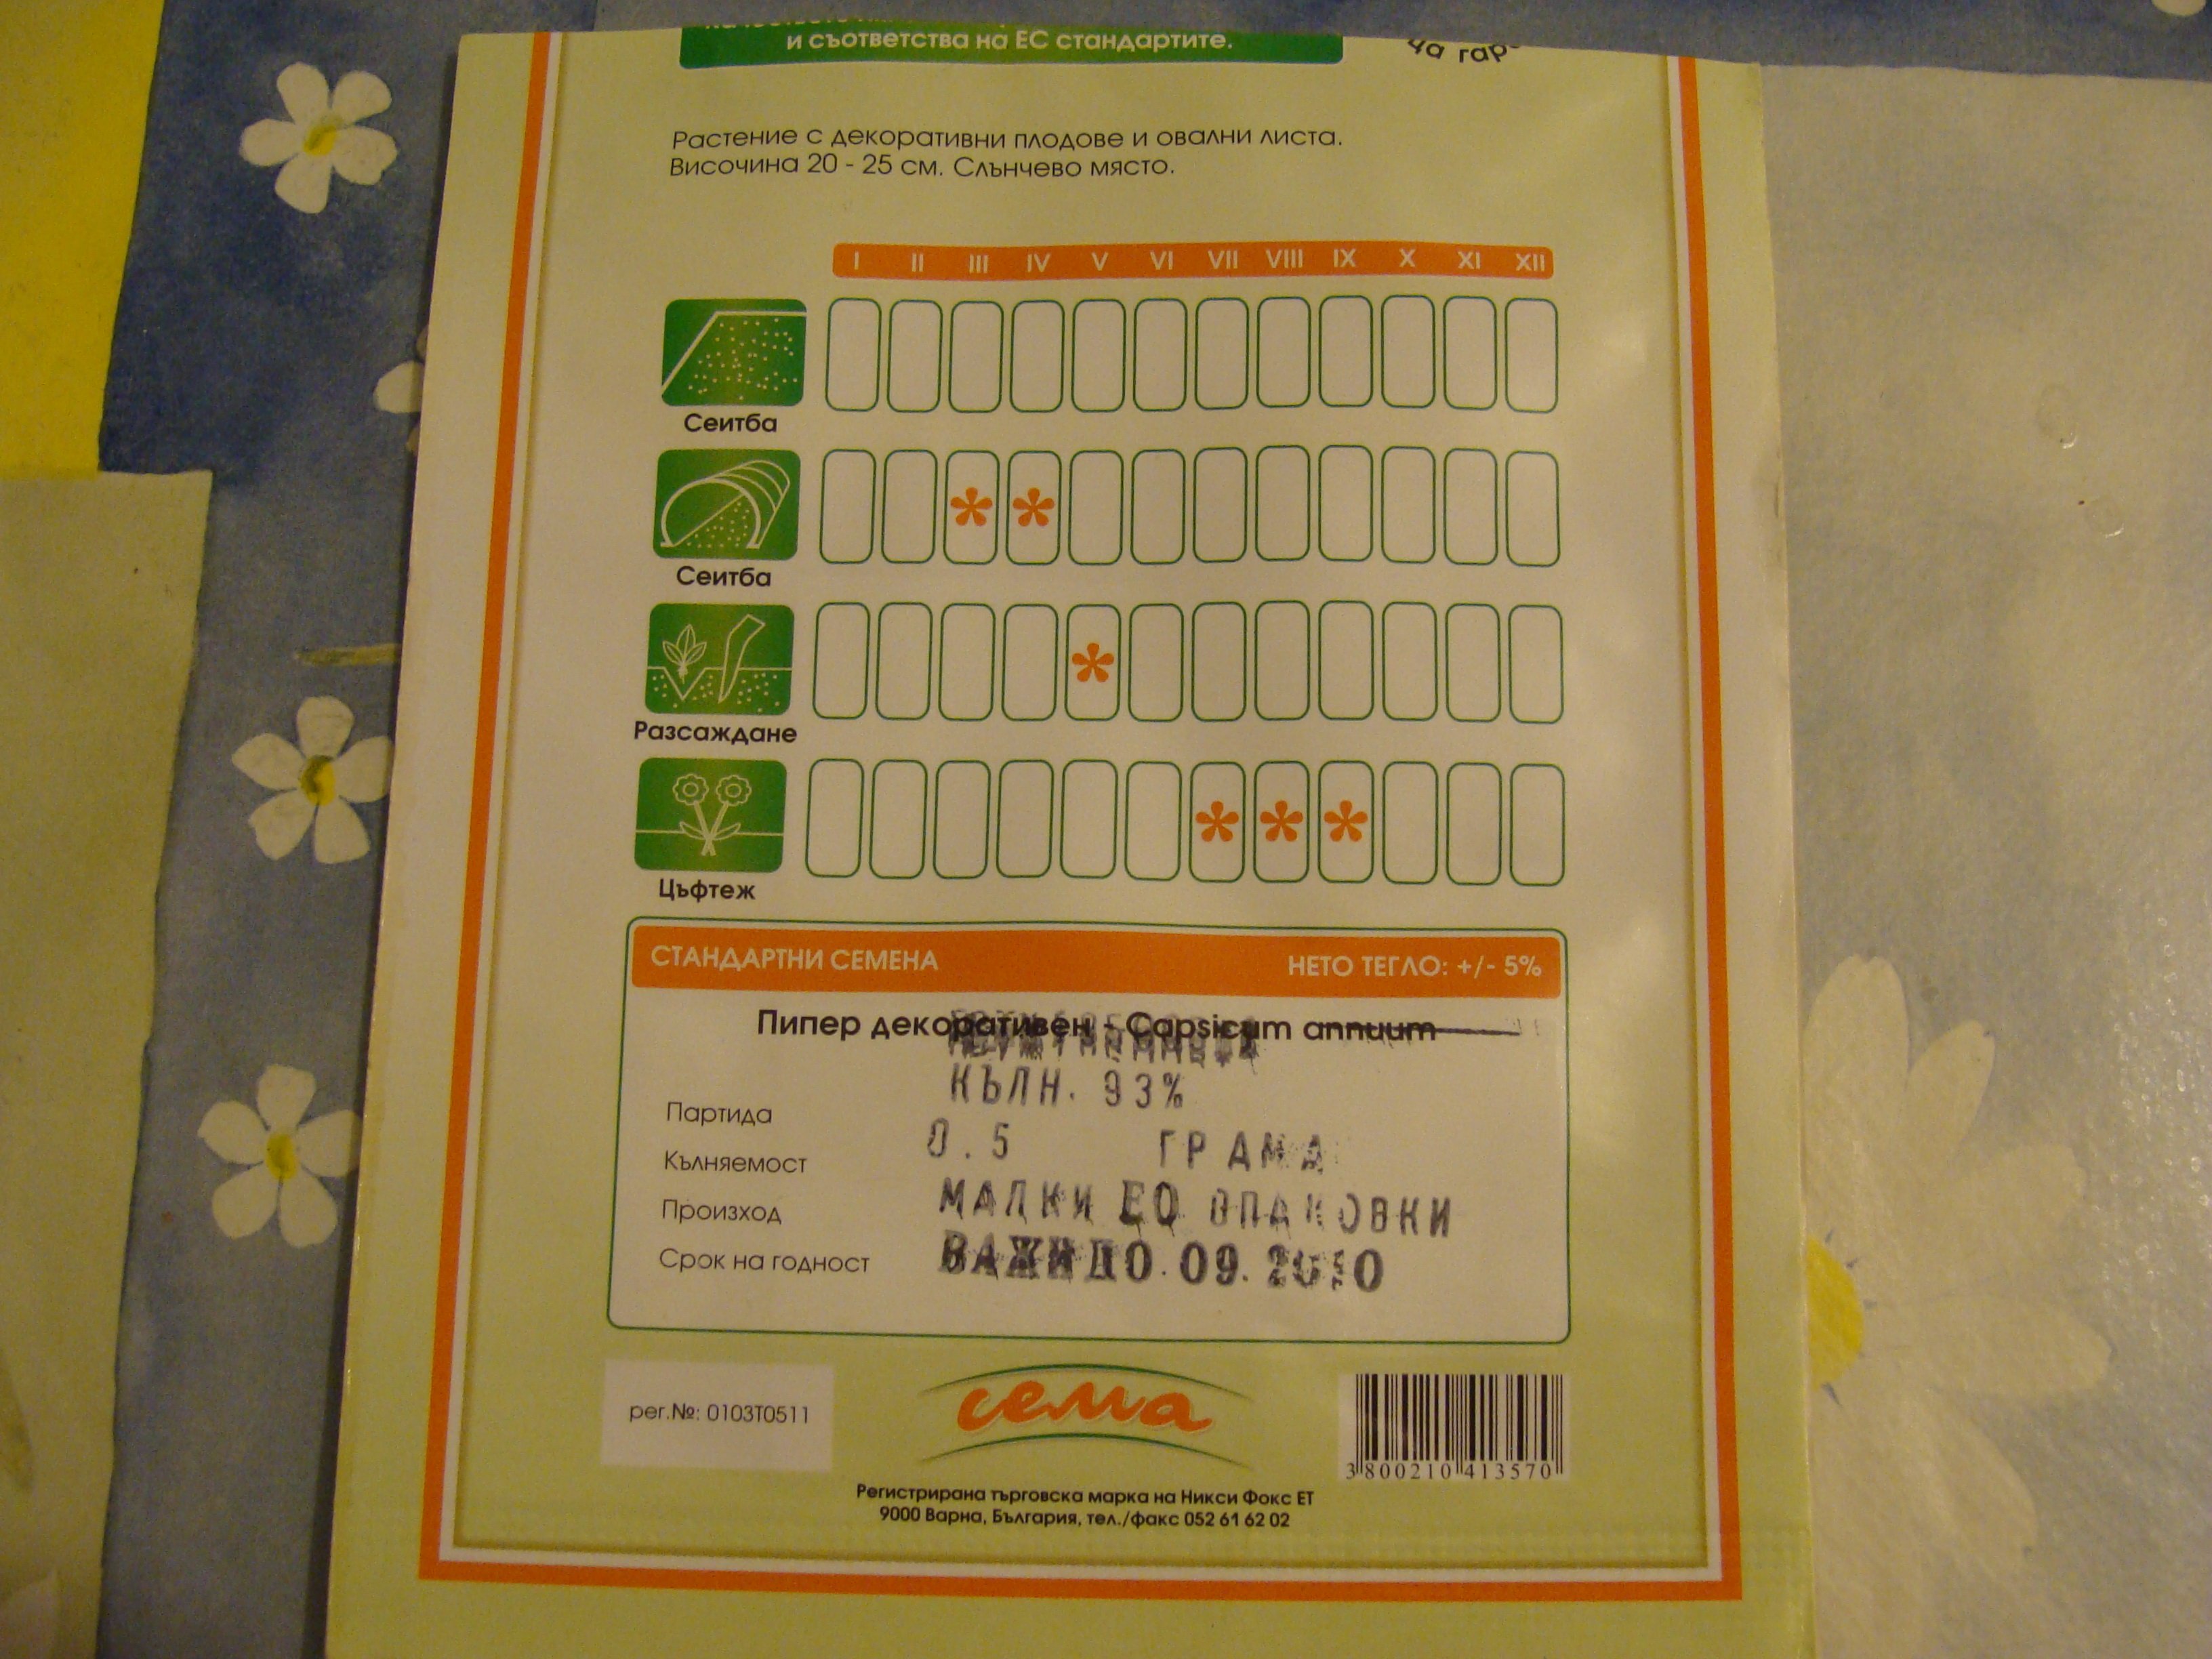 и съответства на ЕС стандартите.
Растение с декоративни плодове и овални листа.
Височина 20 - 25 см. Слънчево място.
I II III IV V VI VII VIII IX X XI XII
Сеитба
* *
Сеитба
*
Разсаждане
* * *
Цъфтеж
СТАНДАРТНИ СЕМЕНА НЕТО ТЕГЛО: +/- 5%
Пипер декоративен - Capsicum annuum
КЪЛН. 93%
Партида
0.5 ГРАМА
Кълняемост
МАЛКИ ЕО ОПАКОВКИ
Произход
ВАЖИ ДО.09.
Срок на годност
рег.№: 0103Т0511
сема
3 800210 413570
Регистрирана търговска марка на Никси Фокс ЕТ
9000 Варна, България, тел./факс 052 61 62 02